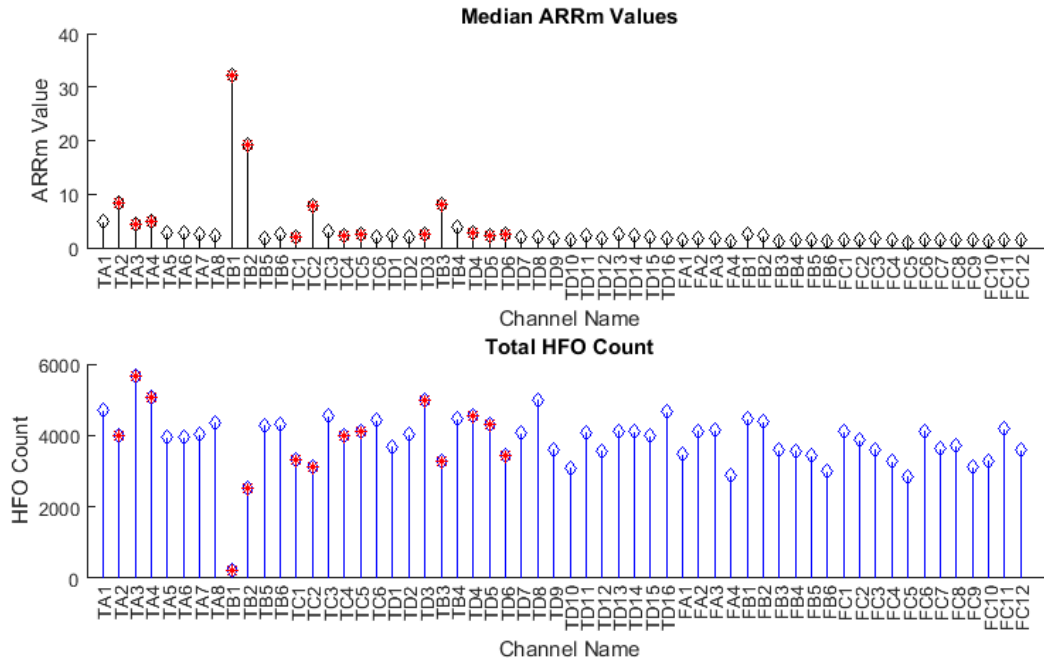 Median ARRm Values
40
30
20
10
0
ARRm Value
TA1 TA2 TA3 TA4 TA5 TA6 TA7 TA8 TB1 TB2 TB5 TB6 TC1 TC2 TC3 TC4 TC5 TC6 TD1 TD2 TD3 TB3 TB4 TD4 TD5 TD6 TD7 TD8 TD9 TD10 TD11 TD12 TD13 TD14 TD15 TD16 FA1 FA2 FA3 FA4 FB1 FB2 FB3 FB4 FB5 FB6 FC1 FC2 FC3 FC4 FC5 FC6 FC7 FC8 FC9 FC10 FC11 FC12
Channel Name
Total HFO Count
6000
4000
2000
0
HFO Count
TA1 TA2 TA3 TA4 TA5 TA6 TA7 TA8 TB1 TB2 TB5 TB6 TC1 TC2 TC3 TC4 TC5 TC6 TD1 TD2 TD3 TB3 TB4 TD4 TD5 TD6 TD7 TD8 TD9 TD10 TD11 TD12 TD13 TD14 TD15 TD16 FA1 FA2 FA3 FA4 FB1 FB2 FB3 FB4 FB5 FB6 FC1 FC2 FC3 FC4 FC5 FC6 FC7 FC8 FC9 FC10 FC11 FC12
Channel Name